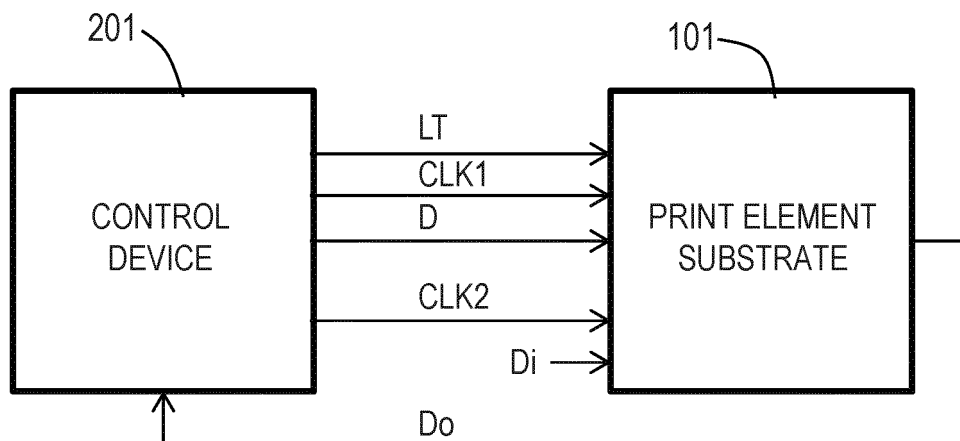 201
101
LT
CLK1
D
CLK2
Di
Do
CONTROL
DEVICE
PRINT ELEMENT
SUBSTRATE